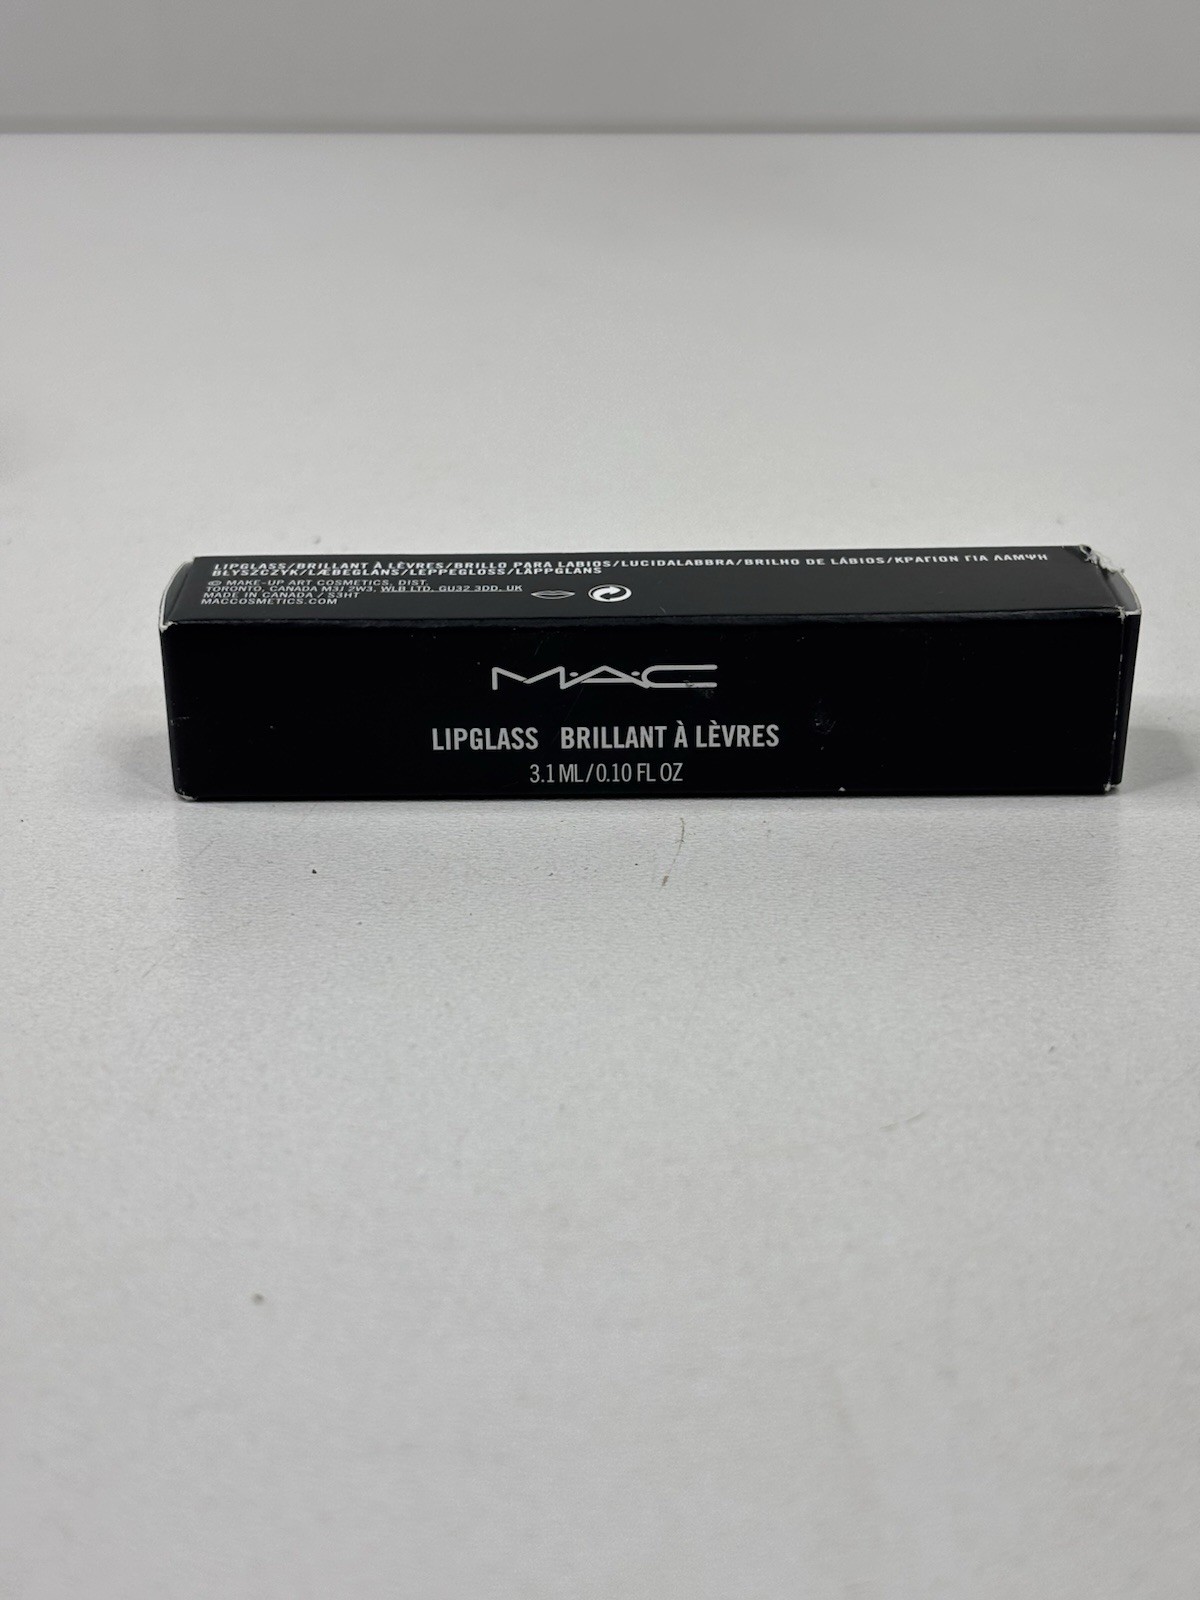 LIPGLASS/BRILLANT À LÈVRES/BRILLO PARA LABIOS/LUCIDALABBRA/BRILHO DE LÁBIOS/ΚΡΑΓΙΟΝ ΓΙΑ ΛΑΜΨΗ
BŁYSZCZYK/LÆBEGLANS/LEPPEGLOSS/LÄPPGLANS
© MAKE-UP ART COSMETICS, DIST.
TORONTO, CANADA M3J 2W3, WLB LTD, GU32 3DD, UK
MADE IN CANADA / S3HT
MACCOSMETICS.COM
M·A·C
LIPGLASS BRILLANT À LÈVRES
3.1 ML/0.10 FL OZ